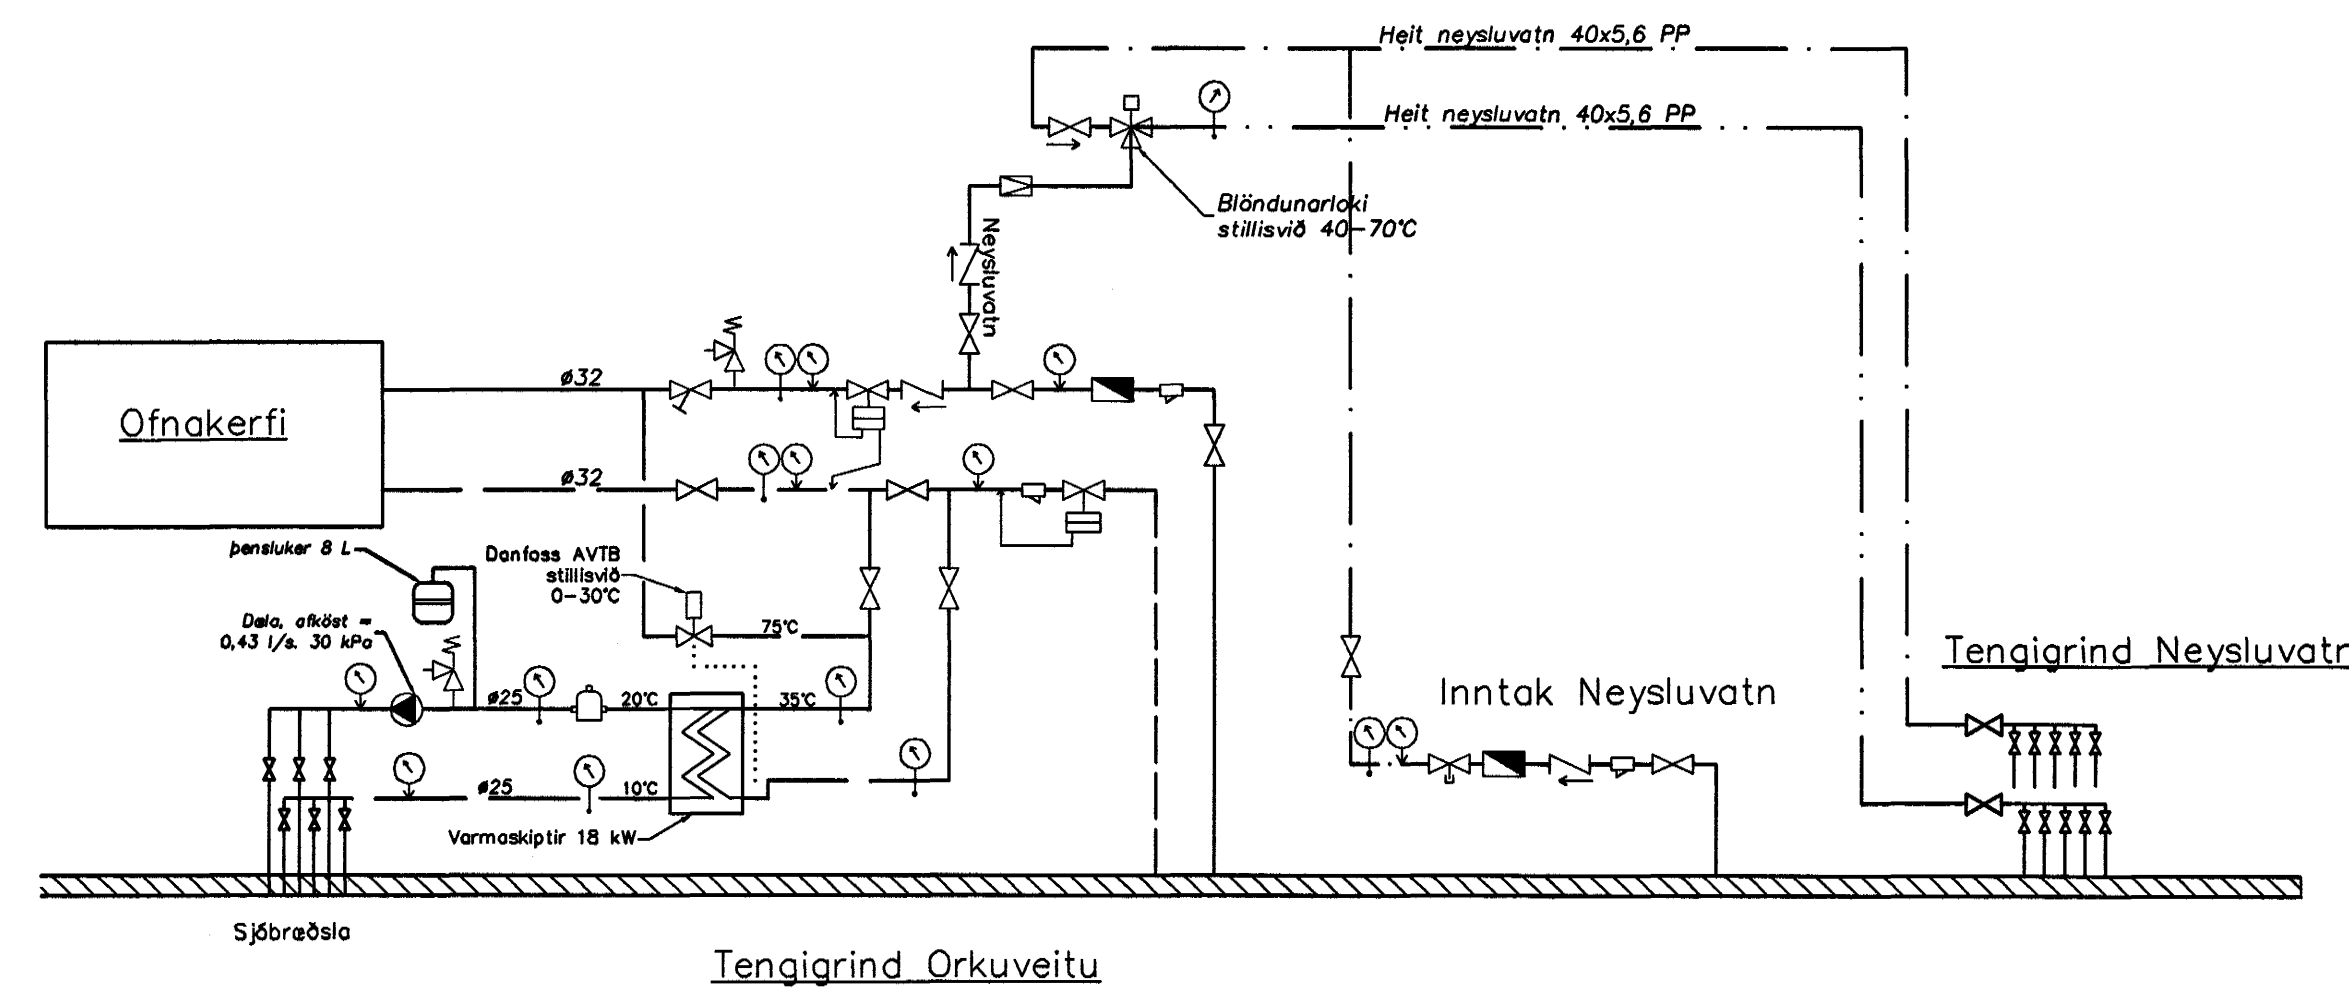 Heit neysluvatn 40x5,6 PP
Heit neysluvatn 40x5,6 PP
Blöndunarloki
stillisvið 40-70°C
Neysluvatn
Ofnakerfi
ø32
ø32
Þensluker 8 L
Danfoss AVTB
stillisvið
0-30°C
Dæla, afköst =
0,43 l/s. 30 kPa
75°C
Tengigrind Neysluvatn
Inntak Neysluvatn
ø25
20°C
35°C
ø25
10°C
Varmaskiptir 18 kW
Sjóbræðsla
Tengigrind Orkuveitu